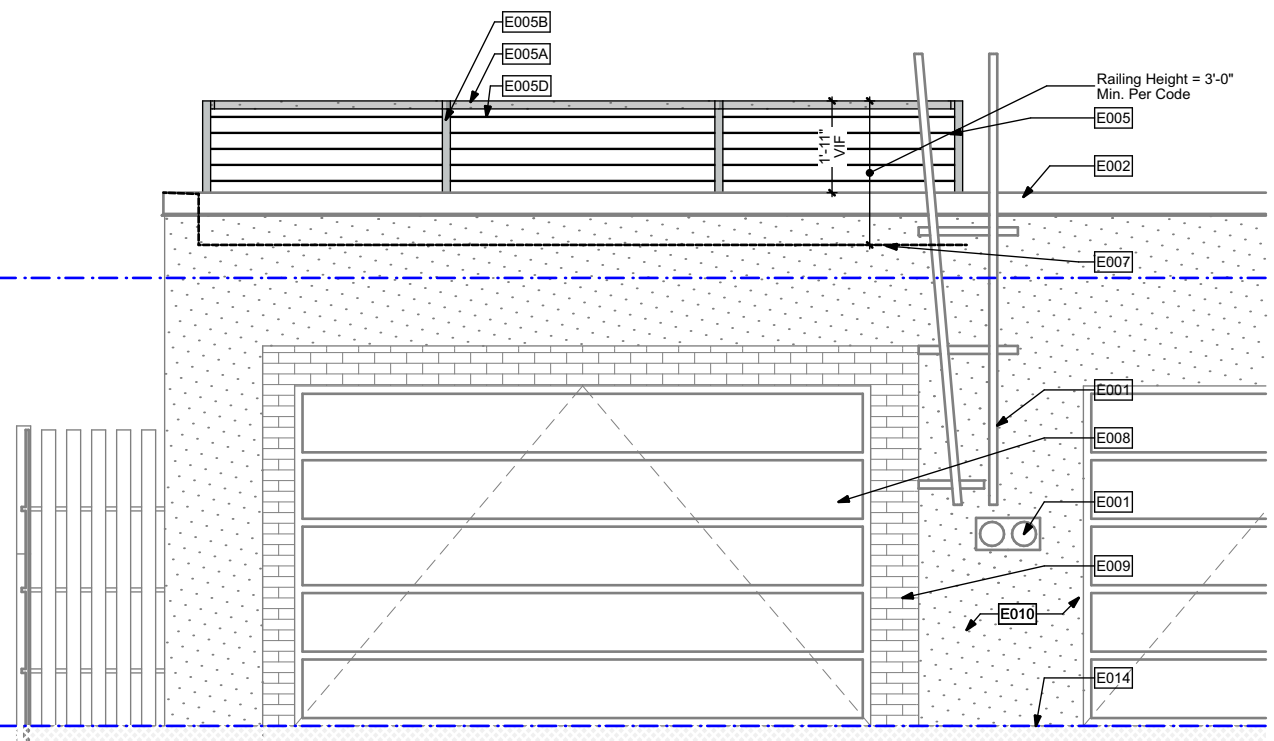 E005B
E005A
E005D
Railing Height = 3'-0"
Min. Per Code
E005
1'-11"
VIF
E002
E007
E001
E008
E001
E009
E010
E014